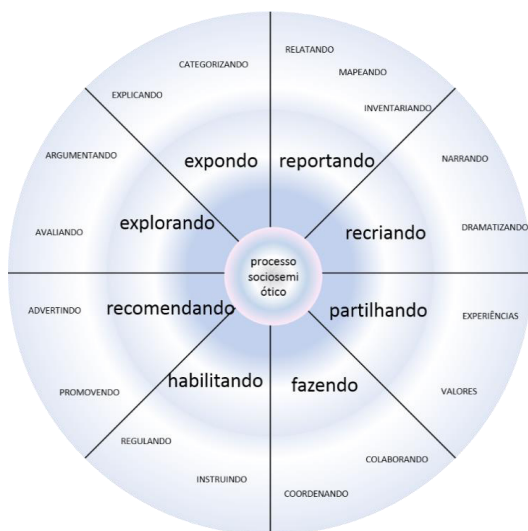 RELATANDO
CATEGORIZANDO
MAPEANDO
EXPLICANDO
INVENTARIANDO
ARGUMENTANDO
expondo
reportando
NARRANDO
explorando
recriando
AVALIANDO
DRAMATIZANDO
processo
sociosemi
ótico
recomendando
partilhando
ADVERTINDO
EXPERIÊNCIAS
habilitando
fazendo
PROMOVENDO
VALORES
REGULANDO
COLABORANDO
INSTRUINDO
COORDENANDO